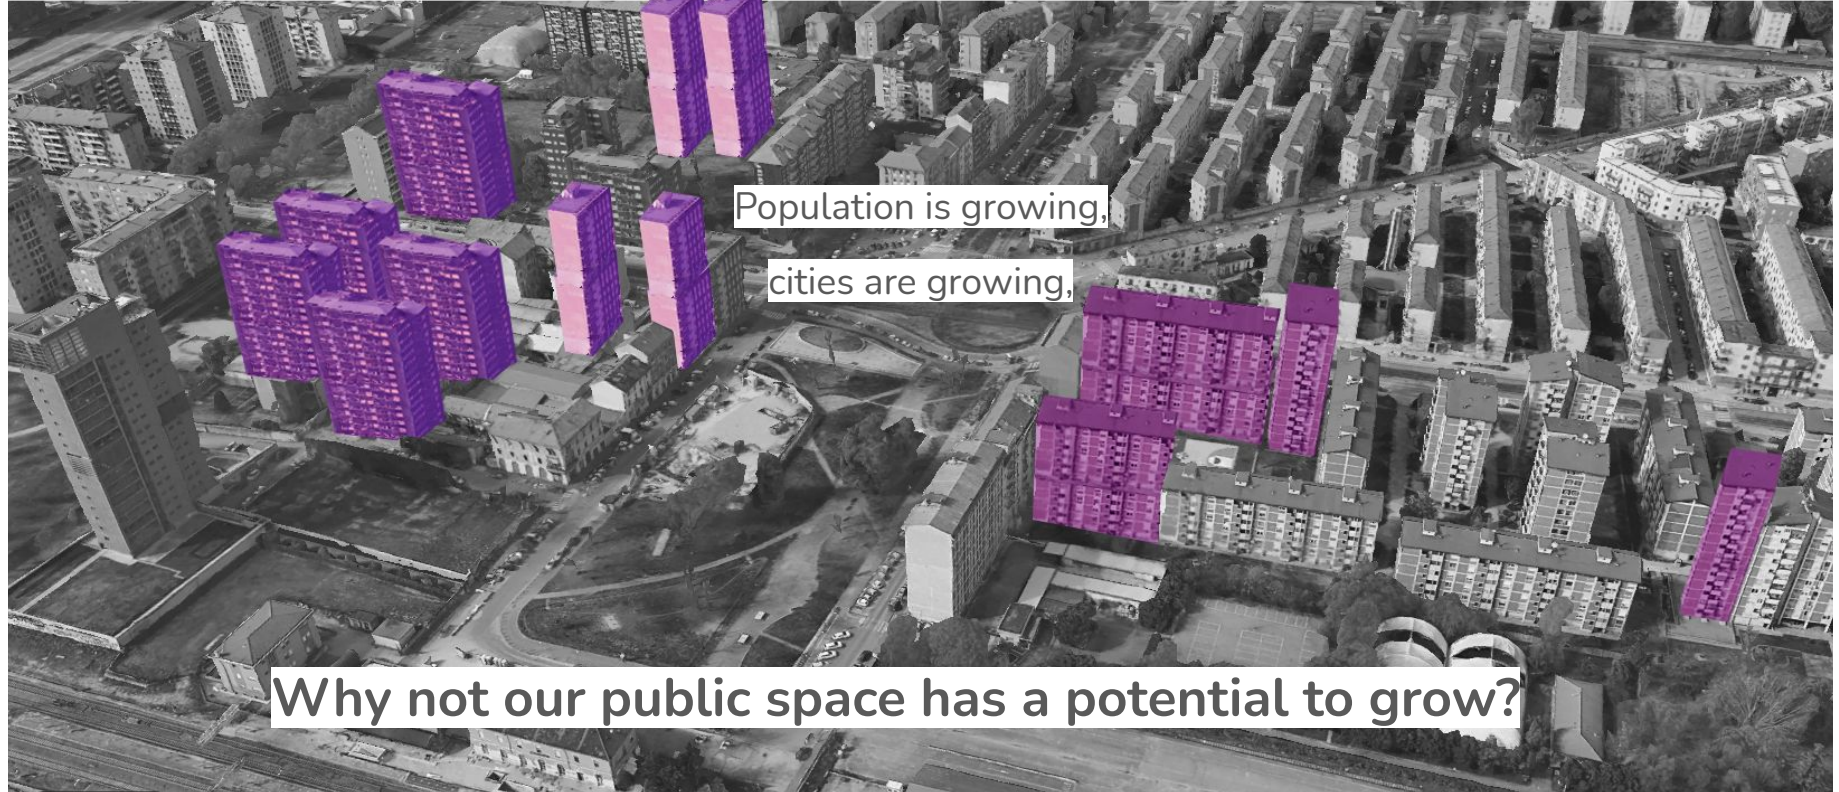 Population is growing,
cities are growing,
Why not our public space has a potential to grow?